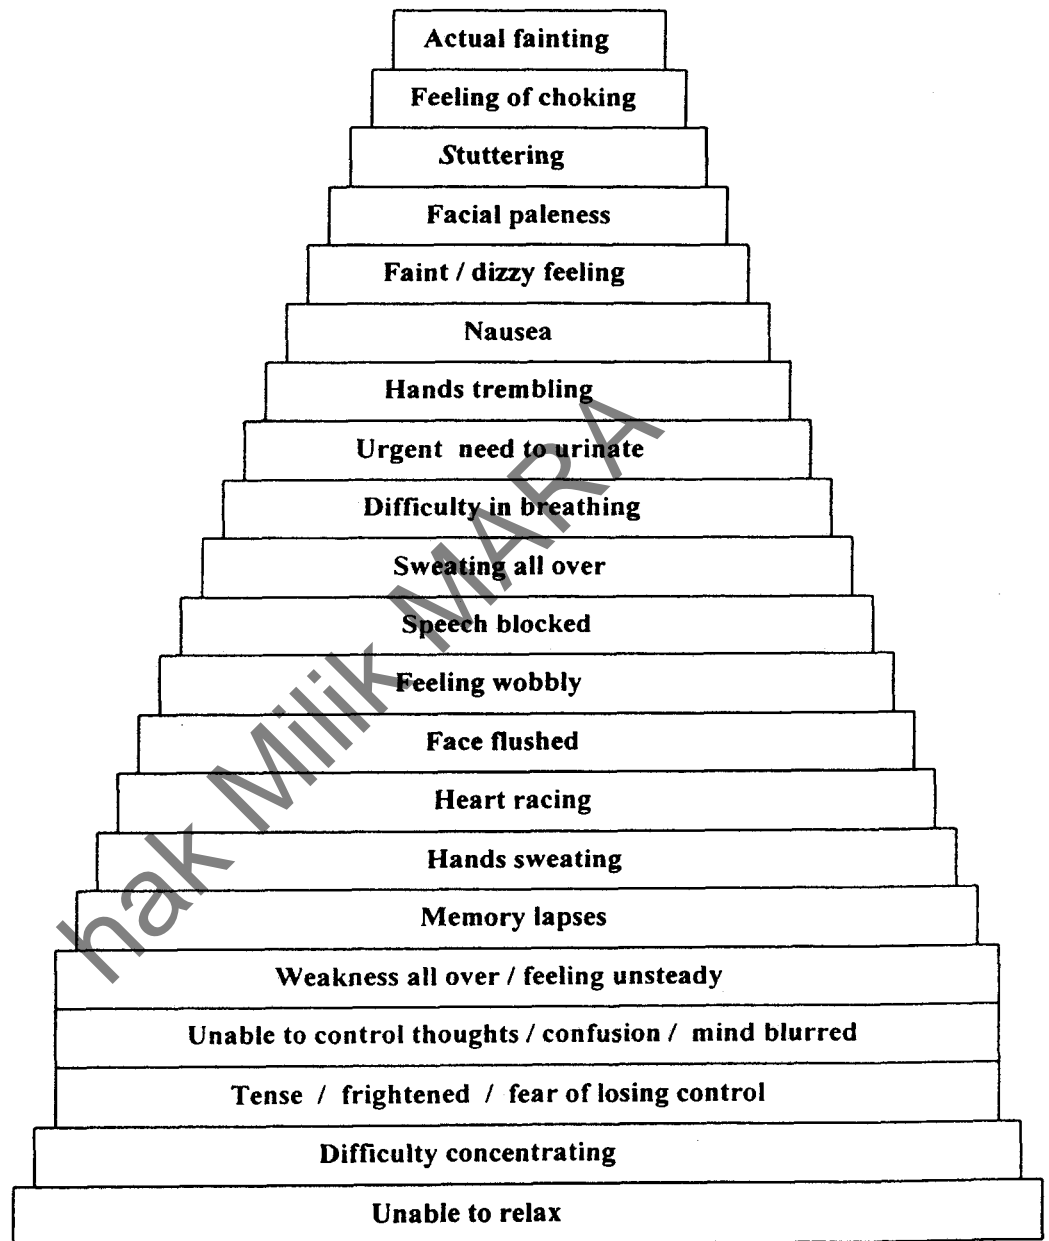 Actual fainting
Feeling of choking
Stuttering
Facial paleness
Faint / dizzy feeling
Nausea
Hands trembling
Urgent need to urinate
Difficulty in breathing
Sweating all over
Speech blocked
Feeling wobbly
Face flushed
Heart racing
Hands sweating
Memory lapses
Weakness all over / feeling unsteady
Unable to control thoughts / confusion / mind blurred
Tense / frightened / fear of losing control
Difficulty concentrating
Unable to relax
hak Milik MARA